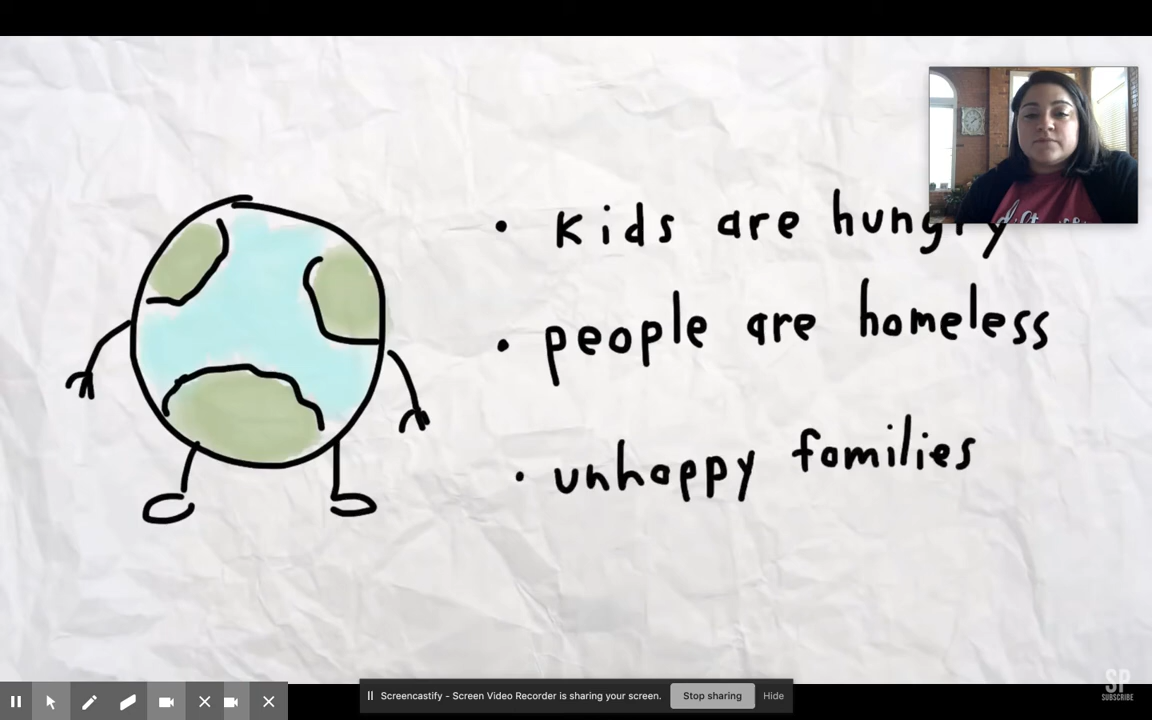 • kids are hungry
• people are homeless
• unhappy families
SP
SUBSCRIBE
Screencastify - Screen Video Recorder is sharing your screen. Stop sharing Hide